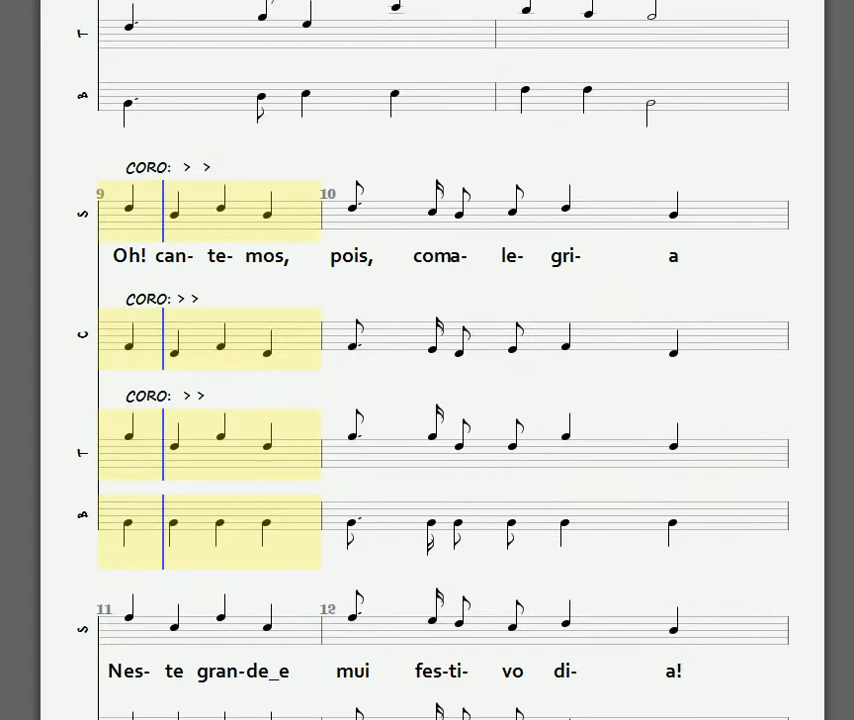 T
B
CORO: > >
9 10
S
Oh! can- te- mos, pois, coma- le- gri- a
CORO: > >
C
CORO: > >
T
B
11 12
S
Nes- te gran-de_e mui fes-ti- vo di- a!